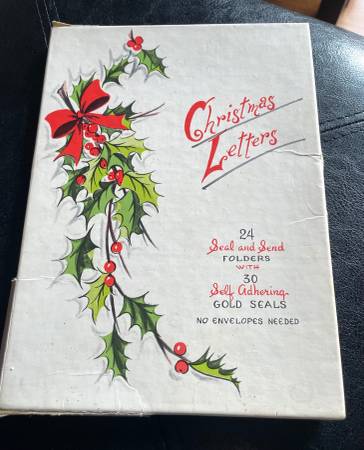 Christmas
Letters
24
Seal and Send
FOLDERS
WITH
30
Self Adhering
GOLD SEALS
NO ENVELOPES NEEDED